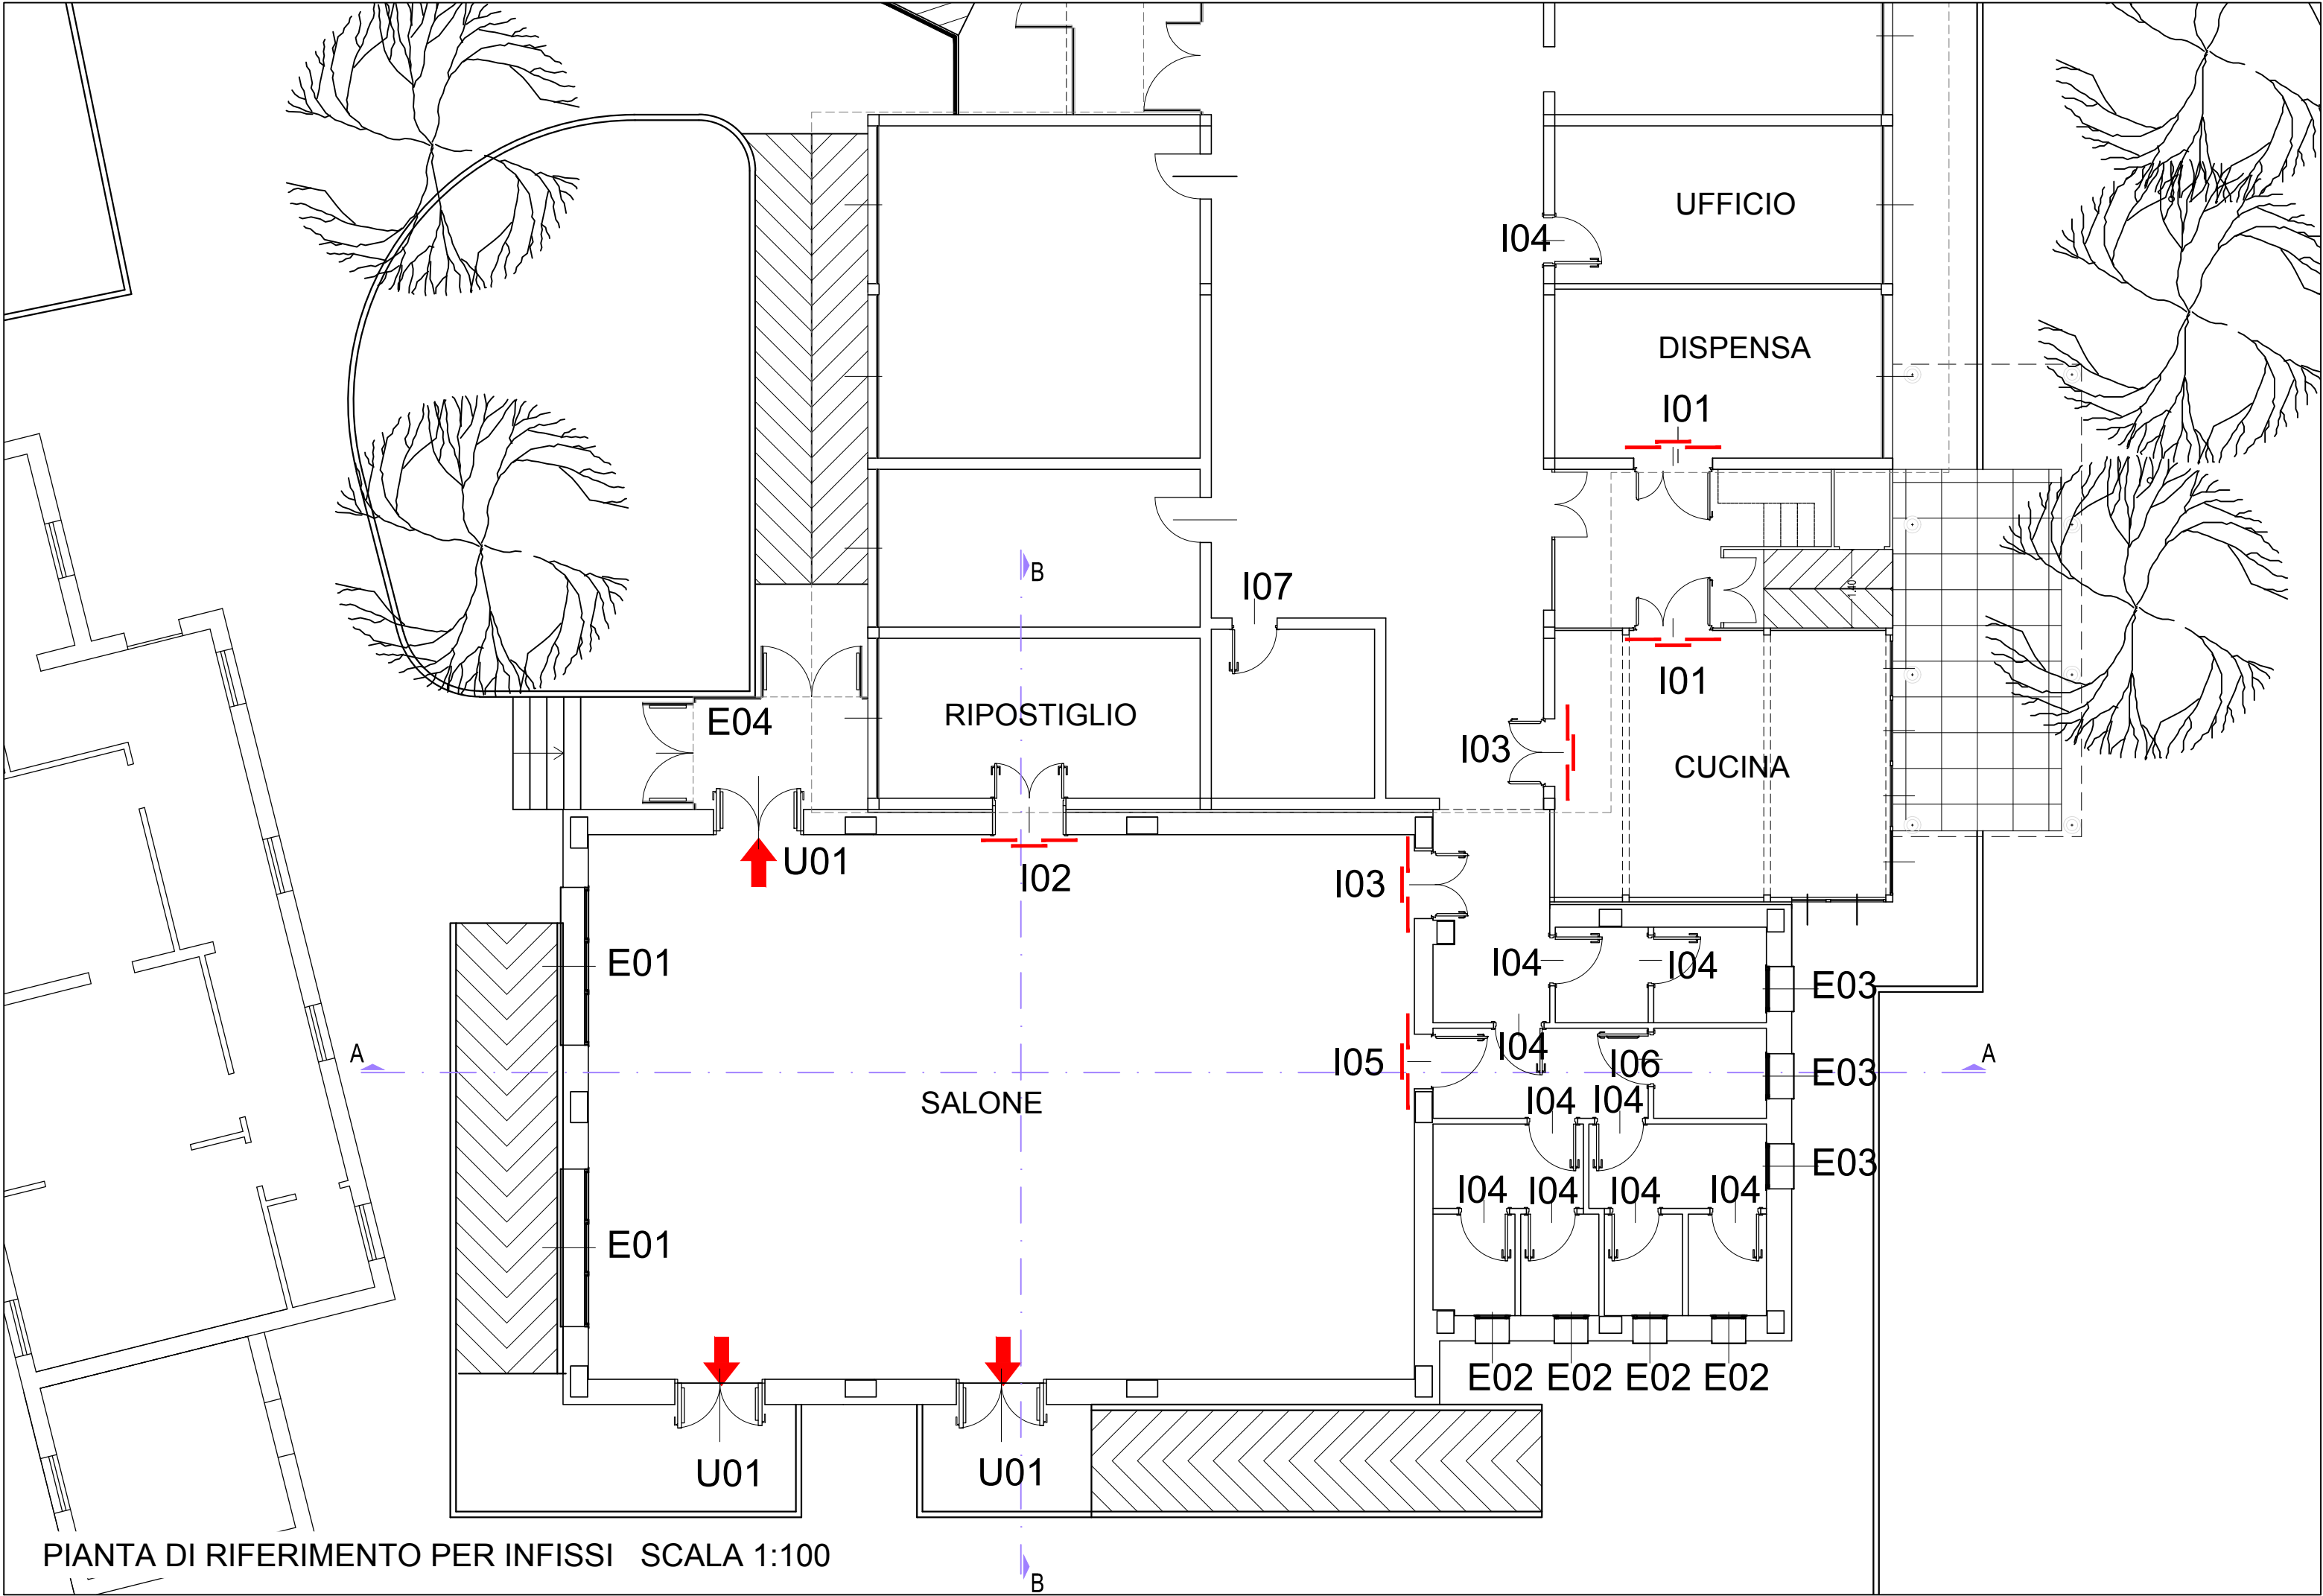 UFFICIO
I04
DISPENSA
I01
B
I07
1.40
I01
RIPOSTIGLIO
E04
I03
CUCINA
U01
I02
I03
E01
I04
I04
E03
A
I05
I04
I06
E03
A
SALONE
I04
I04
E03
I04
I04
I04
I04
E01
E02
E02
E02
E02
U01
U01
PIANTA DI RIFERIMENTO PER INFISSI SCALA 1:100
B